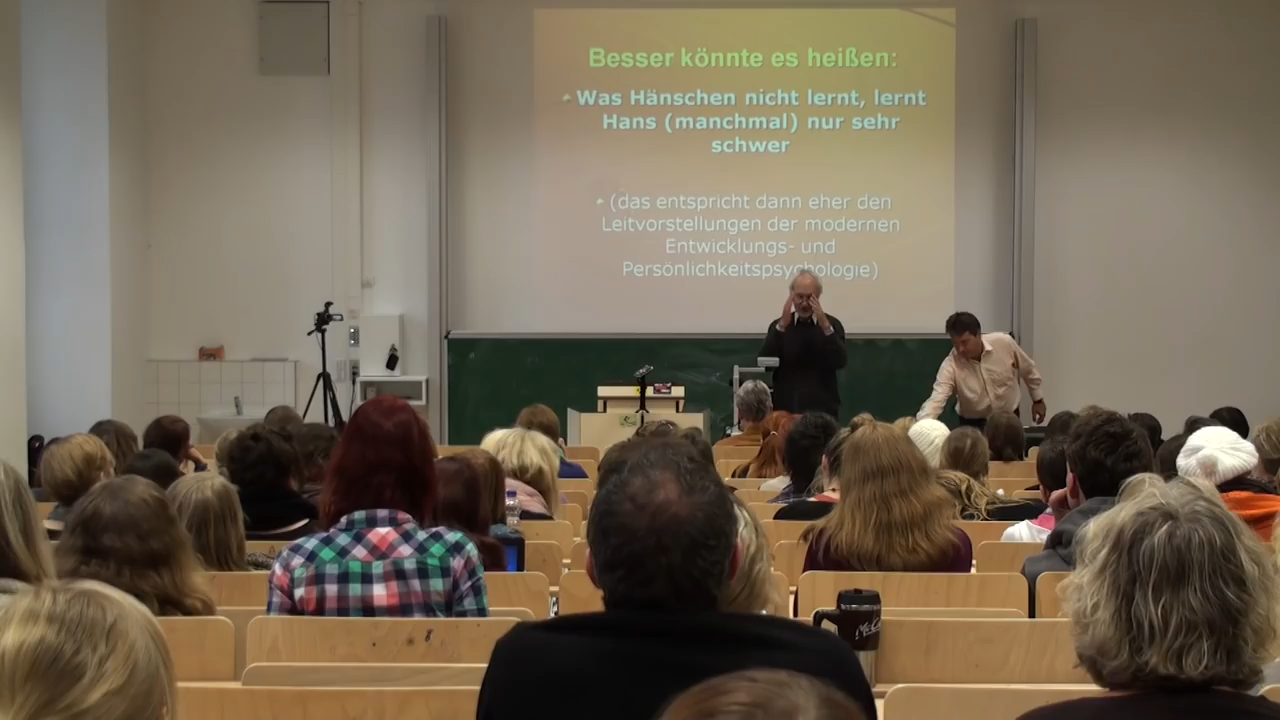 Besser könnte es heißen:
Was Hänschen nicht lernt, lernt
Hans (manchmal) nur sehr
schwer
(das entspricht dann eher den
Leitvorstellungen der modernen
Entwicklungs- und
Persönlichkeitspsychologie)
McC